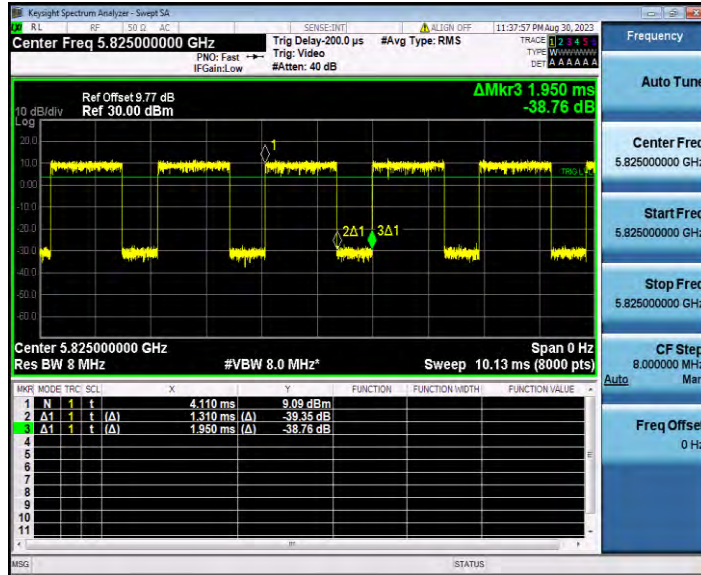 Keysight Spectrum Analyzer - Swept SA
RL RF 50 Ω AC SENSE:INT ALIGN OFF 11:37:57 PM Aug 30, 2023
Center Freq 5.825000000 GHz
PNO: Fast
IFGain:Low
Trig Delay-200.0 µs
Trig: Video
#Atten: 40 dB
#Avg Type: RMS
TRACE 1 2 3 4 5 6
TYPE W
DET A A A A A A
Frequency
Ref Offset 9.77 dB
10 dB/div Ref 30.00 dBm
Log
ΔMkr3 1.950 ms
-38.76 dB
20.0
10.0
0.00
-10.0
-20.0
-30.0
-40.0
-50.0
-60.0
1
2Δ1
3Δ1
Center 5.825000000 GHz Span 0 Hz
Res BW 8 MHz #VBW 8.0 MHz* Sweep 10.13 ms (8000 pts)
MKR MODE TRC SCL X Y FUNCTION FUNCTION WIDTH FUNCTION VALUE
1 N 1 t 4.110 ms 9.09 dBm
2 Δ1 1 t (Δ) 1.310 ms (Δ) -39.35 dB
3 Δ1 1 t (Δ) 1.950 ms (Δ) -38.76 dB
4
5
6
7
8
9
10
11
MSG STATUS
Auto Tune
Center Freq
5.825000000 GHz
Start Freq
5.825000000 GHz
Stop Freq
5.825000000 GHz
CF Step
8.000000 MHz
Auto Man
Freq Offset
0 Hz